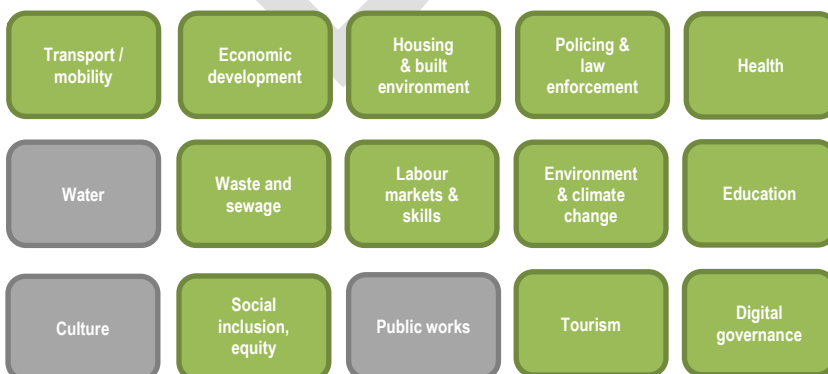 Transport /
mobility
Economic
development
Housing
& built
environment
Policing &
law
enforcement
Health
Water
Waste and
sewage
Labour
markets &
skills
Environment
& climate
change
Education
Culture
Social
inclusion,
equity
Public works
Tourism
Digital
governance